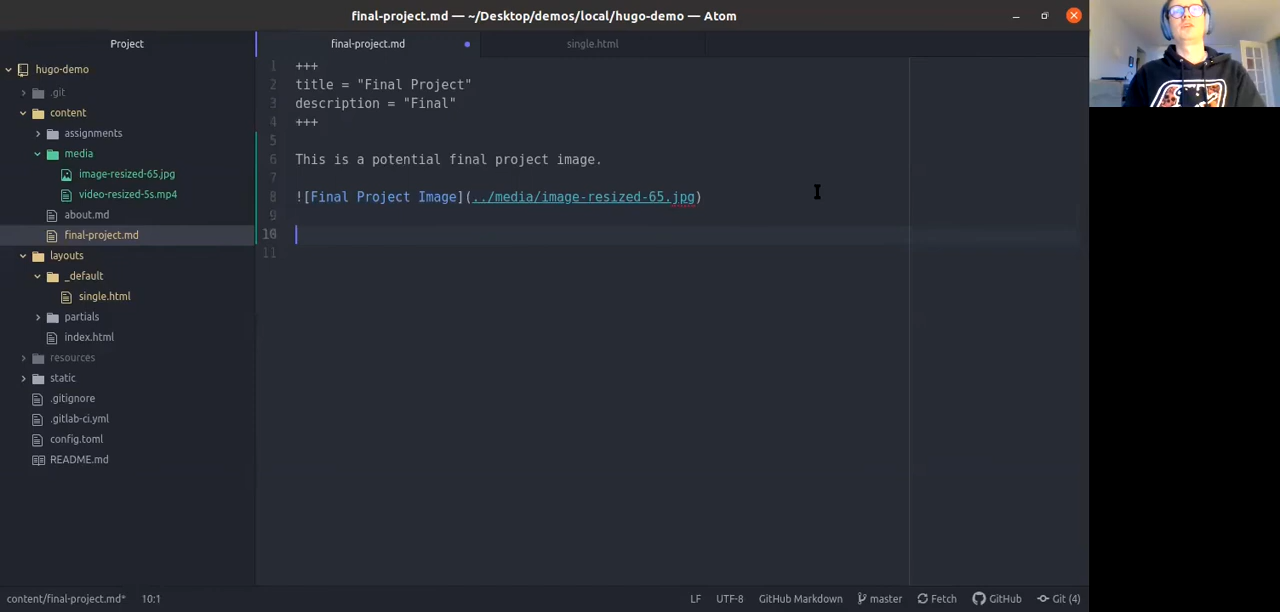 final-project.md — ~/Desktop/demos/local/hugo-demo — Atom
Project
final-project.md
single.html
hugo-demo
.git
content
assignments
media
image-resized-65.jpg
video-resized-5s.mp4
about.md
final-project.md
layouts
_default
single.html
partials
index.html
resources
static
.gitignore
.gitlab-ci.yml
config.toml
README.md
1 +++
2 title = "Final Project"
3 description = "Final"
4 +++
5
6 This is a potential final project image.
7
8 ![Final Project Image](../media/image-resized-65.jpg)
9
10
11
content/final-project.md* 10:1
LF UTF-8 GitHub Markdown master Fetch GitHub Git (4)